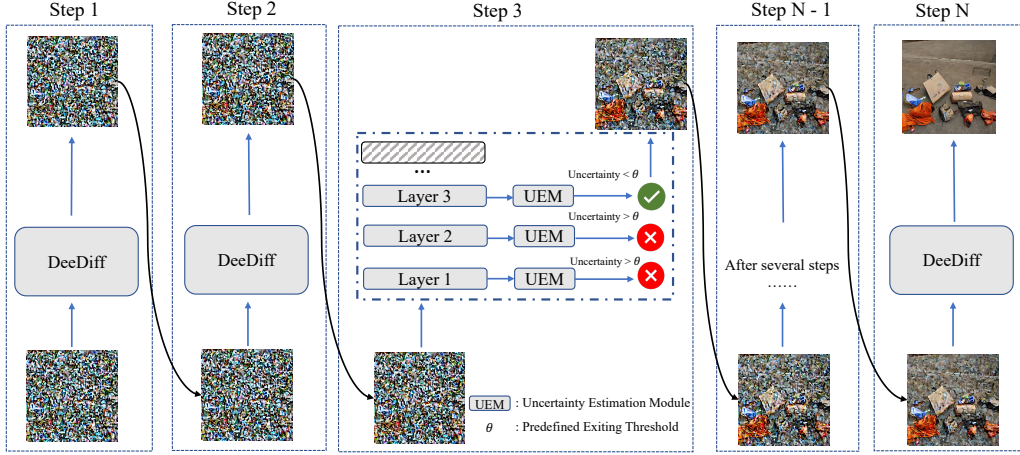 Step 1
Step 2
Step 3
Step N - 1
Step N
DeeDiff
DeeDiff
...
Uncertainty < θ
Layer 3
UEM
Uncertainty > θ
Layer 2
UEM
Uncertainty > θ
Layer 1
UEM
UEM : Uncertainty Estimation Module
θ : Predefined Exiting Threshold
After several steps
......
DeeDiff